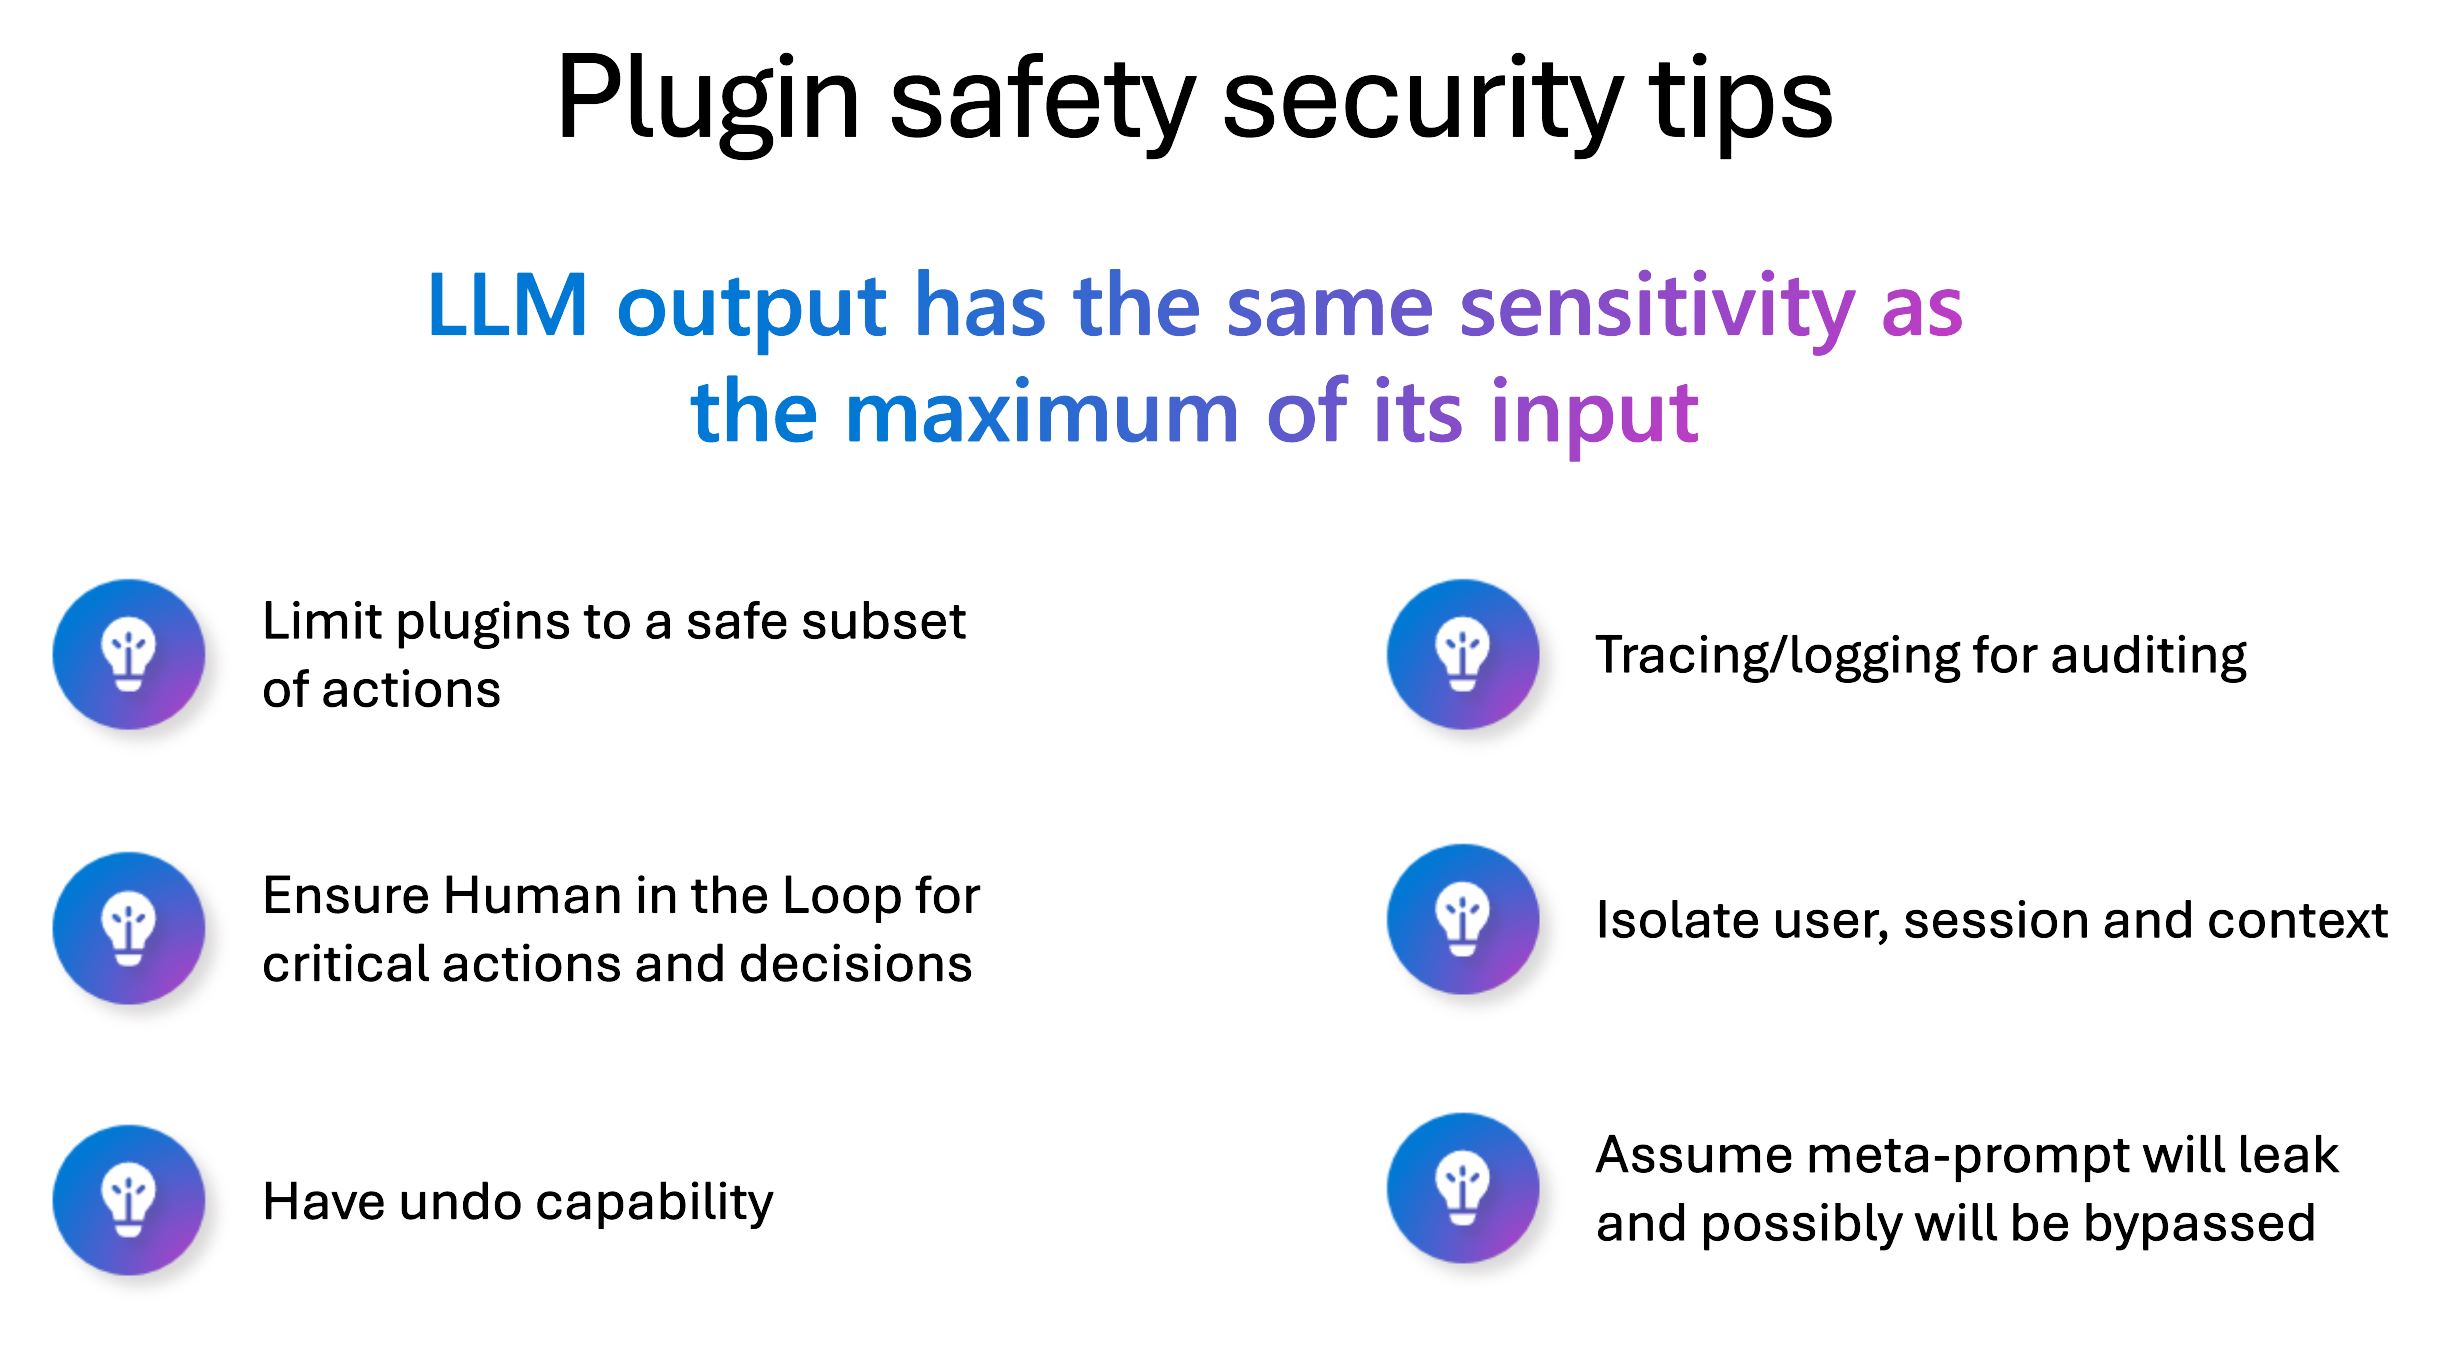 Plugin safety security tips
LLM output has the same sensitivity as
the maximum of its input
Limit plugins to a safe subset
of actions
Ensure Human in the Loop for
critical actions and decisions
Have undo capability
Tracing/logging for auditing
Isolate user, session and context
Assume meta-prompt will leak
and possibly will be bypassed